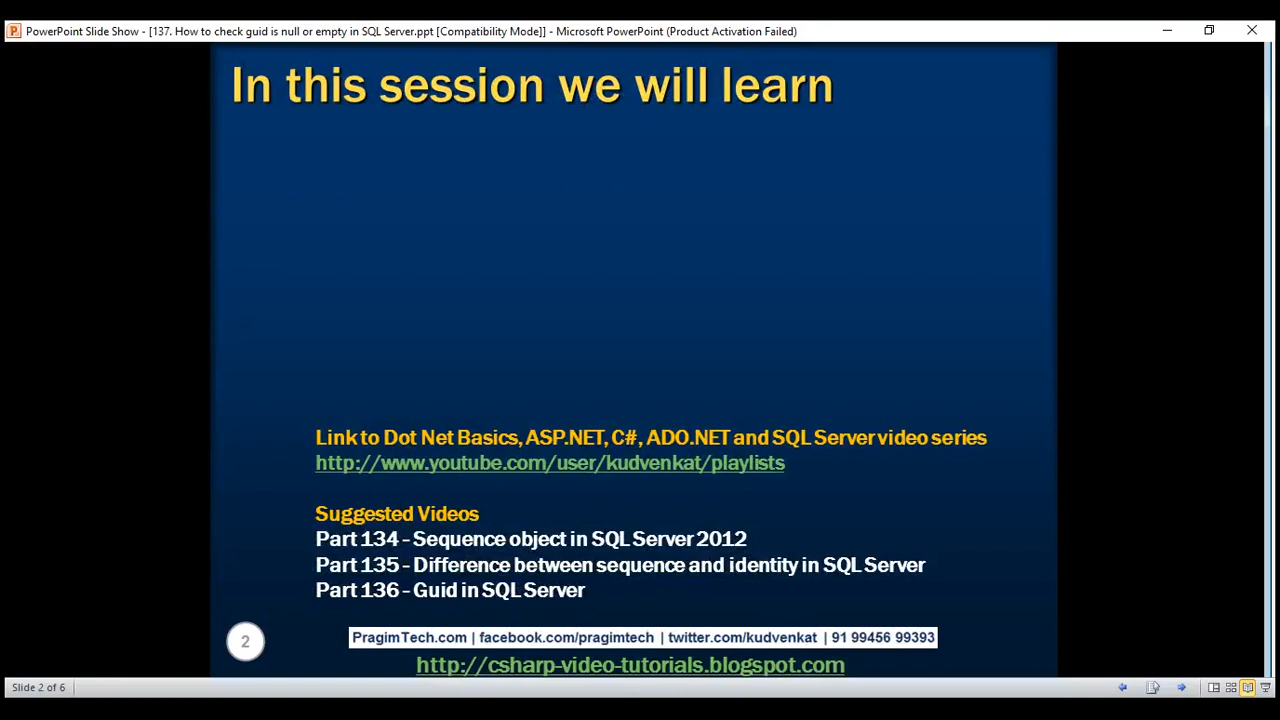 PowerPoint Slide Show - [137. How to check guid is null or empty in SQL Server.ppt [Compatibility Mode]] - Microsoft PowerPoint (Product Activation Failed)
In this session we will learn
Link to Dot Net Basics, ASP.NET, C#, ADO.NET and SQL Server video series
http://www.youtube.com/user/kudvenkat/playlists
Suggested Videos
Part 134 - Sequence object in SQL Server 2012
Part 135 - Difference between sequence and identity in SQL Server
Part 136 - Guid in SQL Server
2
PragimTech.com | facebook.com/pragimtech | twitter.com/kudvenkat | 91 99456 99393
http://csharp-video-tutorials.blogspot.com
Slide 2 of 6